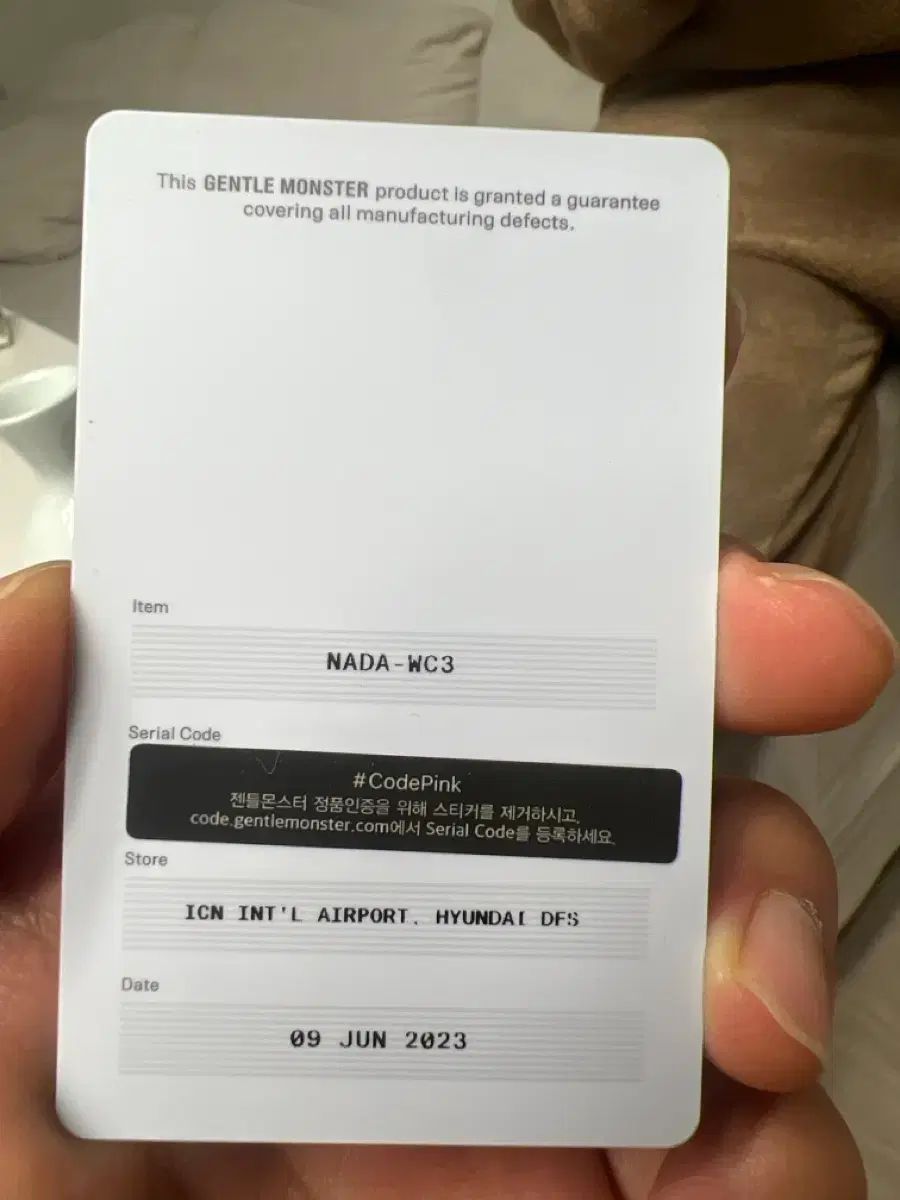 This GENTLE MONSTER product is granted a guarantee
covering all manufacturing defects.
Item
NADA-WC3
Serial Code
#CodePink
젠틀몬스터 정품인증을 위해 스티커를 제거하시고,
code.gentlemonster.com에서 Serial Code를 등록하세요.
Store
ICN INT'L AIRPORT. HYUNDAI DFS
Date
09 JUN 2023